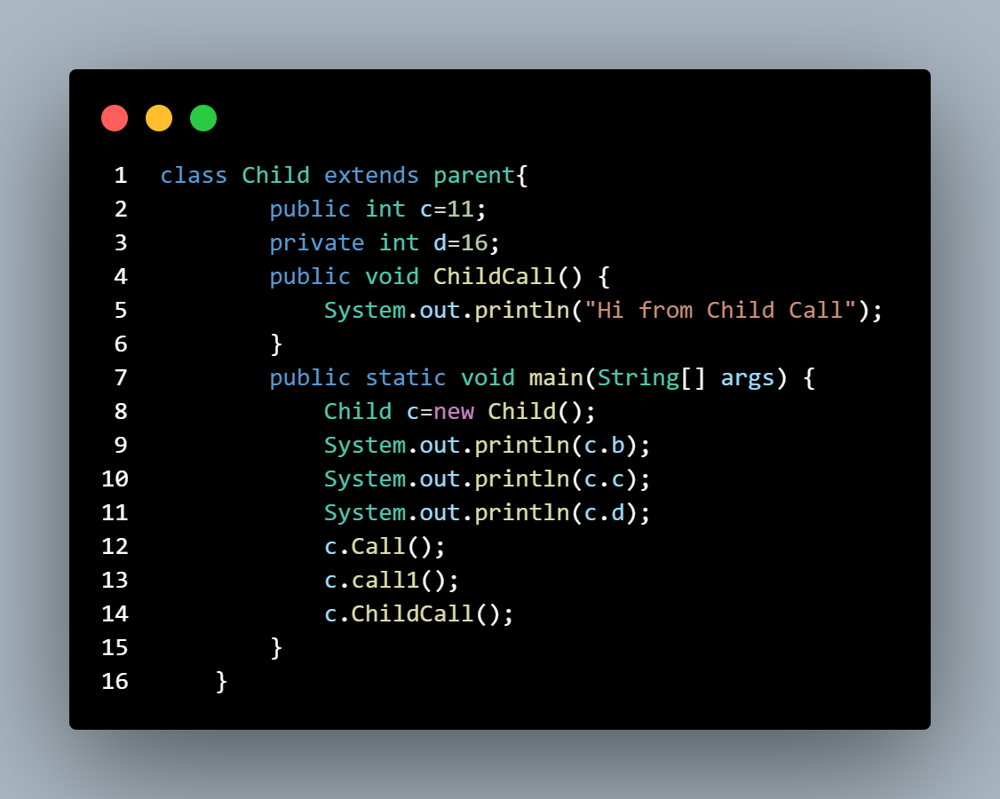 1 class Child extends parent{
2 public int c=11;
3 private int d=16;
4 public void ChildCall() {
5 System.out.println("Hi from Child Call");
6 }
7 public static void main(String[] args) {
8 Child c=new Child();
9 System.out.println(c.b);
10 System.out.println(c.c);
11 System.out.println(c.d);
12 c.Call();
13 c.call1();
14 c.ChildCall();
15 }
16 }